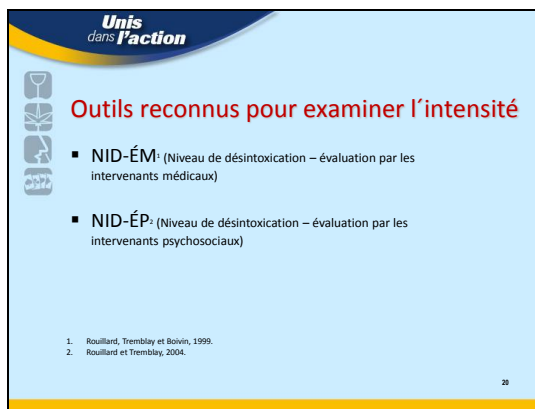 Unis
dans l'action
Outils reconnus pour examiner l´intensité
▪ NID-ÉM¹ (Niveau de désintoxication – évaluation par les
intervenants médicaux)
▪ NID-ÉP² (Niveau de désintoxication – évaluation par les
intervenants psychosociaux)
1. Rouillard, Tremblay et Boivin, 1999.
2. Rouillard et Tremblay, 2004.
20